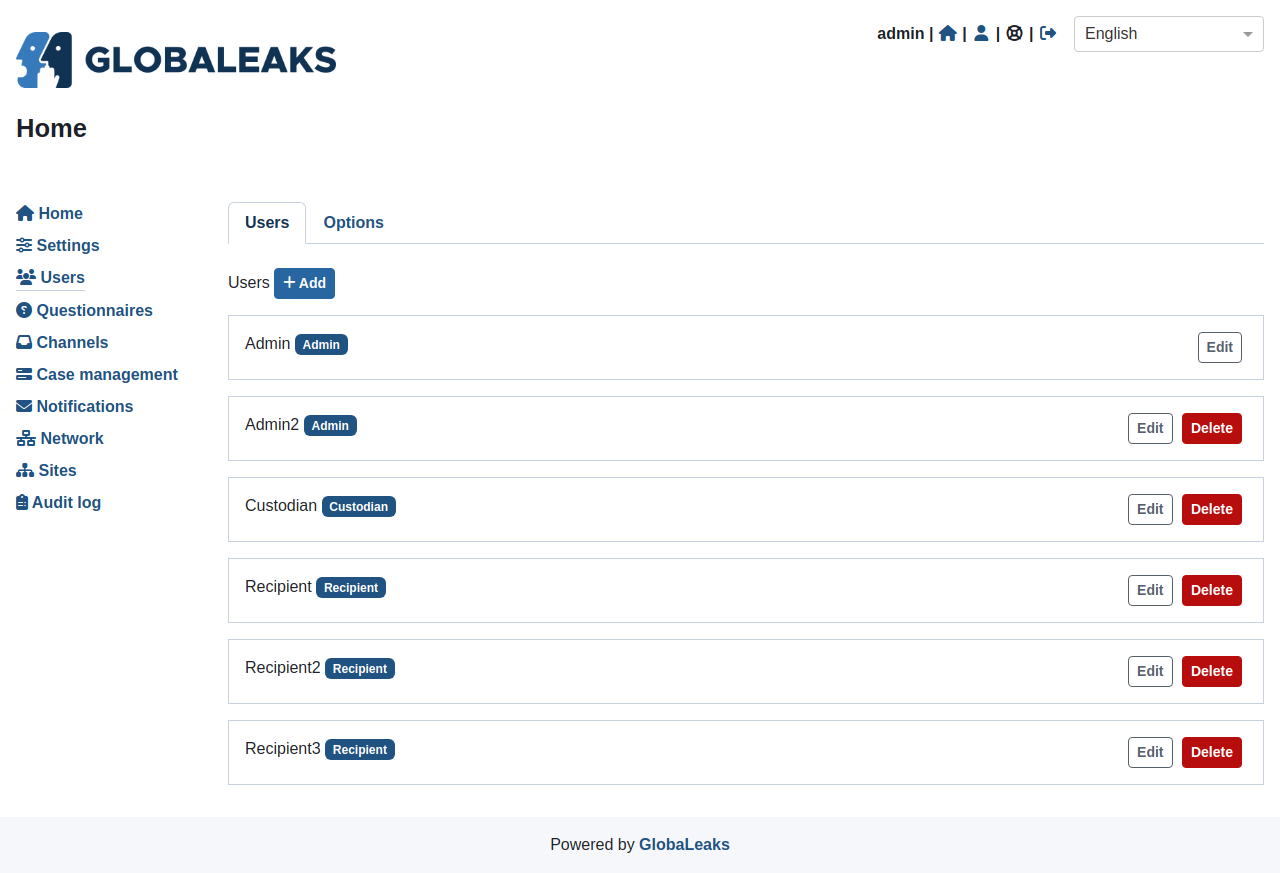 GLOBALEAKS
admin | | | |
English
Home
Home
Settings
Users
Questionnaires
Channels
Case management
Notifications
Network
Sites
Audit log
Users Options
Users + Add
Admin Admin Edit
Admin2 Admin Edit Delete
Custodian Custodian Edit Delete
Recipient Recipient Edit Delete
Recipient2 Recipient Edit Delete
Recipient3 Recipient Edit Delete
Powered by GlobaLeaks